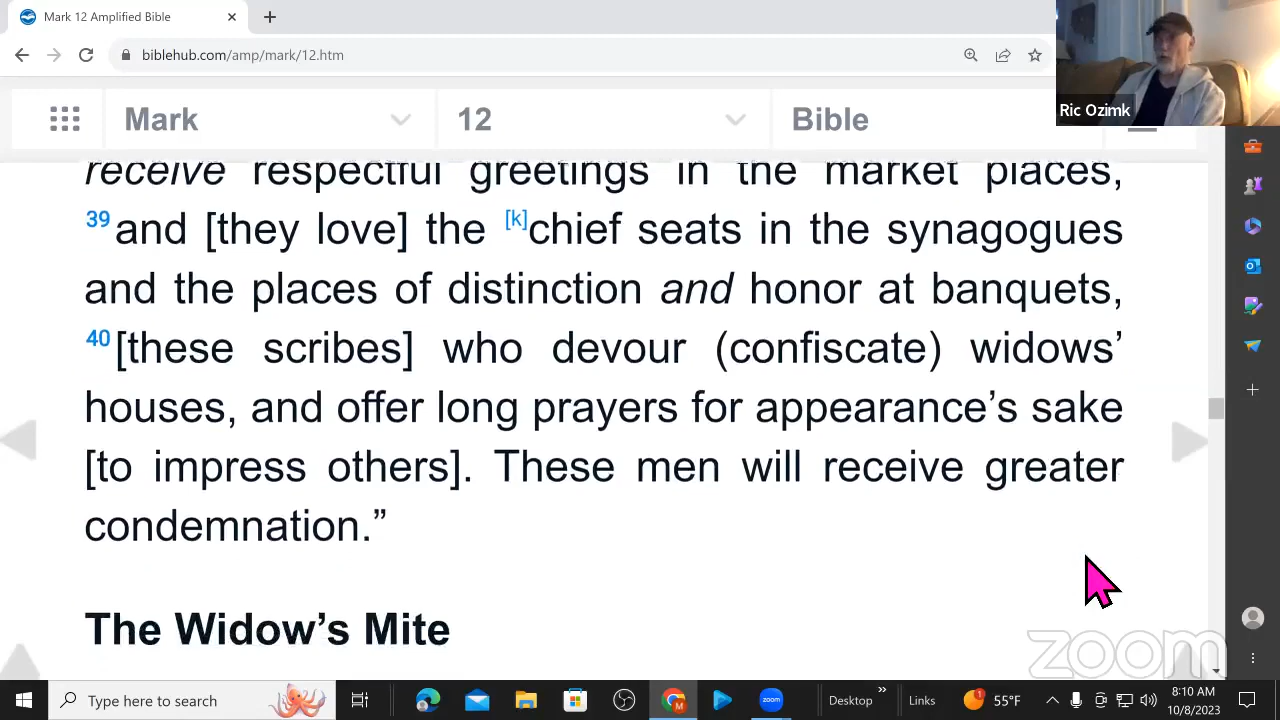 Mark 12 Amplified Bible
biblehub.com/amp/mark/12.htm
Ric Ozimk
Mark 12 Bible
receive respectful greetings in the market places,
39 and [they love] the [k]chief seats in the synagogues
and the places of distinction and honor at banquets,
40 [these scribes] who devour (confiscate) widows’
houses, and offer long prayers for appearance’s sake
[to impress others]. These men will receive greater
condemnation.”
The Widow’s Mite
zoom
Type here to search
zoom
Desktop
Links
1
55°F
8:10 AM
10/8/2023